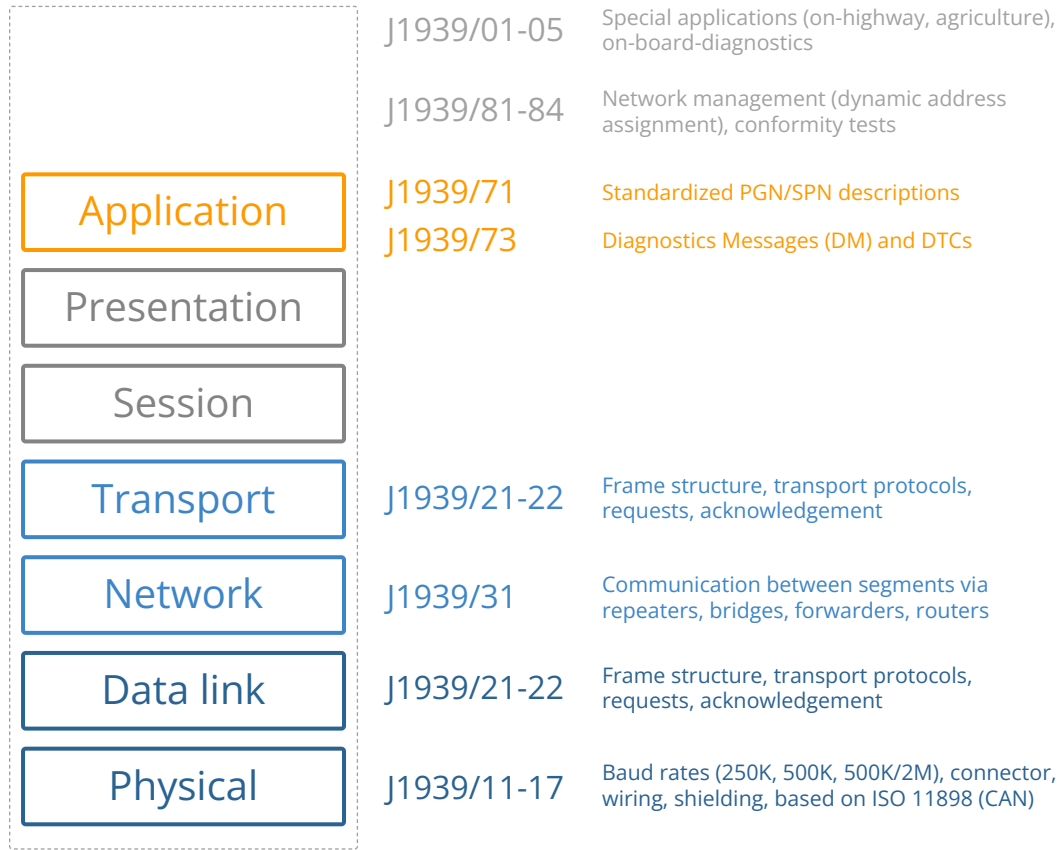 J1939/01-05
Special applications (on-highway, agriculture),
on-board-diagnostics
J1939/81-84
Network management (dynamic address
assignment), conformity tests
Application
J1939/71
Standardized PGN/SPN descriptions
J1939/73
Diagnostics Messages (DM) and DTCs
Presentation
Session
Transport
J1939/21-22
Frame structure, transport protocols,
requests, acknowledgement
Network
J1939/31
Communication between segments via
repeaters, bridges, forwarders, routers
Data link
J1939/21-22
Frame structure, transport protocols,
requests, acknowledgement
Physical
J1939/11-17
Baud rates (250K, 500K, 500K/2M), connector,
wiring, shielding, based on ISO 11898 (CAN)